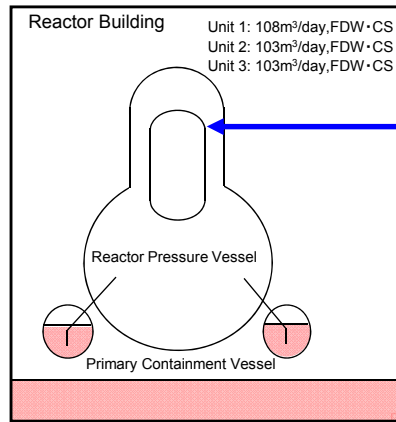 Reactor Building
Unit 1: 108m³/day,FDW・CS
Unit 2: 103m³/day,FDW・CS
Unit 3: 103m³/day,FDW・CS
Reactor Pressure Vessel
Primary Containment Vessel